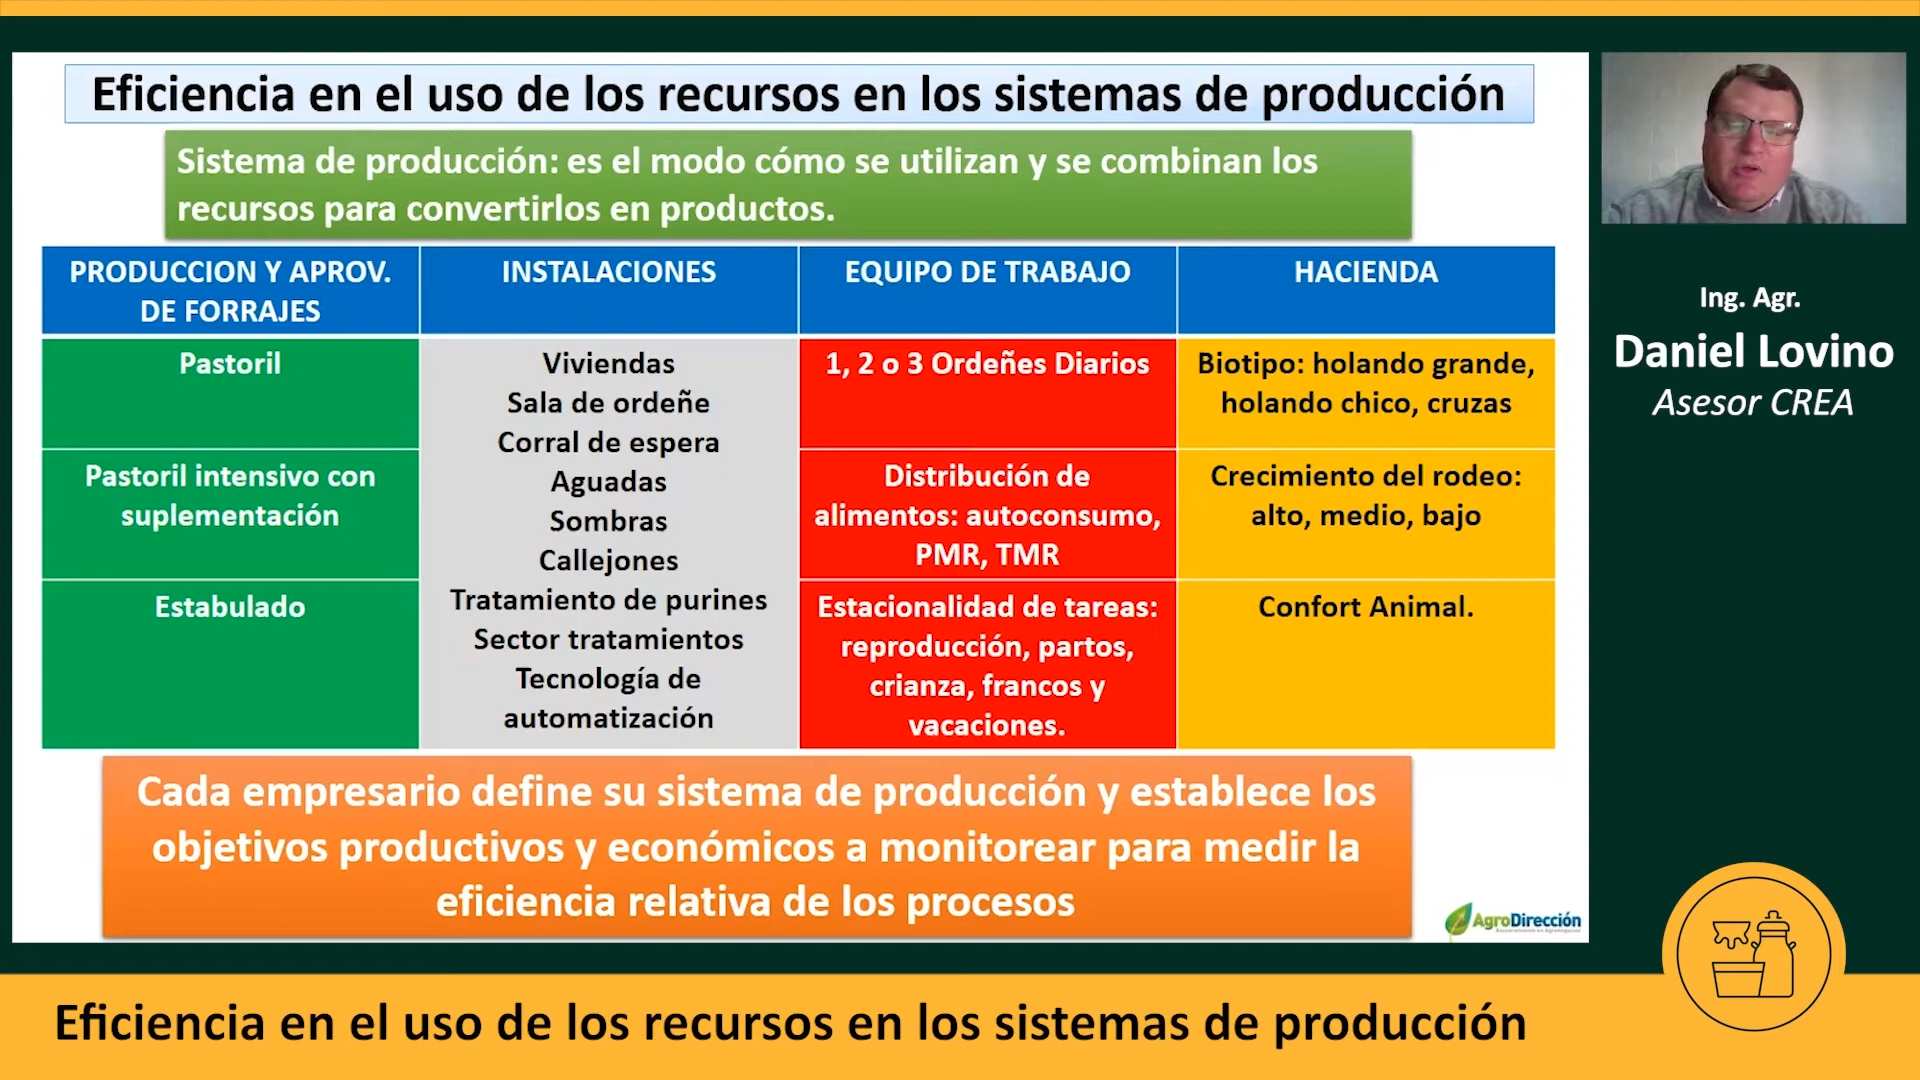 Eficiencia en el uso de los recursos en los sistemas de producción
Sistema de producción: es el modo cómo se utilizan y se combinan los
recursos para convertirlos en productos.
PRODUCCION Y APROV.
DE FORRAJES
INSTALACIONES
EQUIPO DE TRABAJO
HACIENDA
Pastoril
Pastoril intensivo con
suplementación
Estabulado
Viviendas
Sala de ordeñe
Corral de espera
Aguadas
Sombras
Callejones
Tratamiento de purines
Sector tratamientos
Tecnología de
automatización
1, 2 o 3 Ordeñes Diarios
Distribución de
alimentos: autoconsumo,
PMR, TMR
Estacionalidad de tareas:
reproducción, partos,
crianza, francos y
vacaciones.
Biotipo: holando grande,
holando chico, cruzas
Crecimiento del rodeo:
alto, medio, bajo
Confort Animal.
Cada empresario define su sistema de producción y establece los
objetivos productivos y económicos a monitorear para medir la
eficiencia relativa de los procesos
AgroDirección
Ing. Agr.
Daniel Lovino
Asesor CREA
Eficiencia en el uso de los recursos en los sistemas de producción